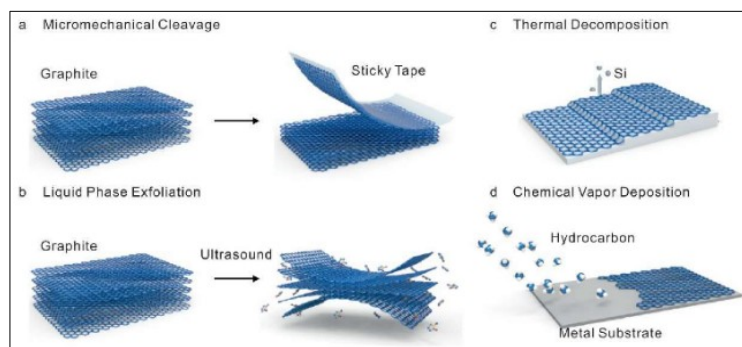 a Micromechanical Cleavage
Graphite
Sticky Tape
b Liquid Phase Exfoliation
Graphite
Ultrasound
c Thermal Decomposition
Si
d Chemical Vapor Deposition
Hydrocarbon
Metal Substrate